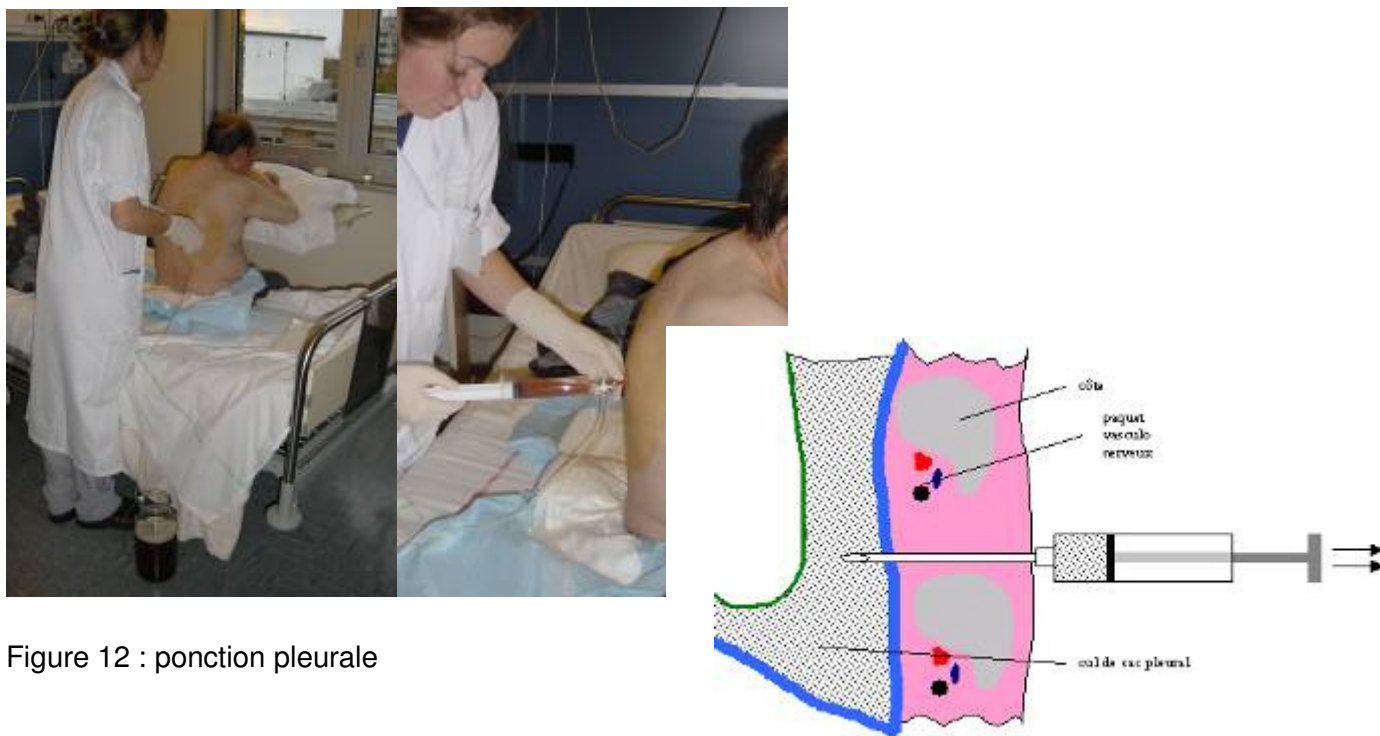 côte
paquet
vasculo
nerveux
cul de sac pleural
Figure 12 : ponction pleurale